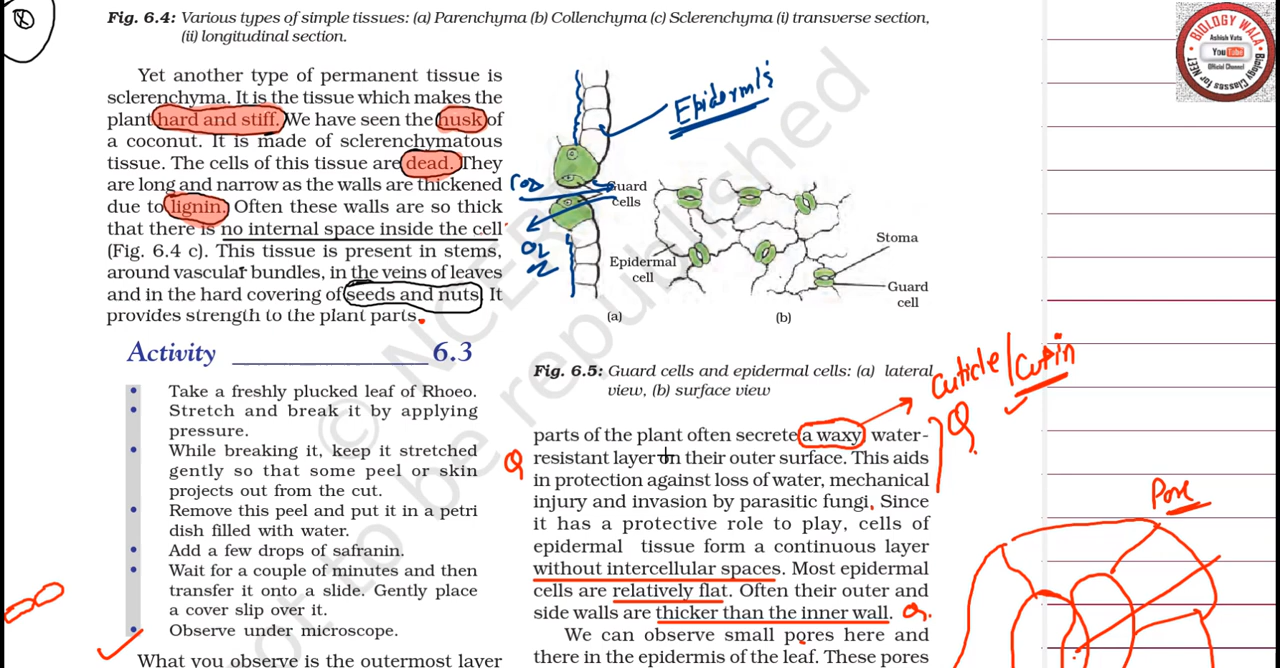 Fig. 6.4: Various types of simple tissues: (a) Parenchyma (b) Collenchyma (c) Sclerenchyma (i) transverse section,
(ii) longitudinal section.
BIOLOGY WALA
Ashish Vats
YouTube
Official Channel
Biology Classes for NEET
Yet another type of permanent tissue is
sclerenchyma. It is the tissue which makes the
plant hard and stiff. We have seen the husk of
a coconut. It is made of sclerenchymatous
tissue. The cells of this tissue are dead. They
are long and narrow as the walls are thickened
due to lignin. Often these walls are so thick
that there is no internal space inside the cell
(Fig. 6.4 c). This tissue is present in stems,
around vascular bundles, in the veins of leaves
and in the hard covering of seeds and nuts. It
provides strength to the plant parts.
Activity 6.3
Take a freshly plucked leaf of Rhoeo.
Stretch and break it by applying
pressure.
While breaking it, keep it stretched
gently so that some peel or skin
projects out from the cut.
Remove this peel and put it in a petri
dish filled with water.
Add a few drops of safranin.
Wait for a couple of minutes and then
transfer it onto a slide. Gently place
a cover slip over it.
Observe under microscope.
What you observe is the outermost layer
Epidermis
CO2
O2
Guard
cells
Epidermal
cell
Stoma
Guard
cell
(a)
(b)
Fig. 6.5: Guard cells and epidermal cells: (a) lateral
view, (b) surface view
Cuticle/Cutin
parts of the plant often secrete a waxy, water-
resistant layer on their outer surface. This aids
in protection against loss of water, mechanical
injury and invasion by parasitic fungi. Since
it has a protective role to play, cells of
epidermal tissue form a continuous layer
without intercellular spaces. Most epidermal
cells are relatively flat. Often their outer and
side walls are thicker than the inner wall.
Q
Q
Q.
Pore
We can observe small pores here and
there in the epidermis of the leaf. These pores
© NCERT
not to be republished